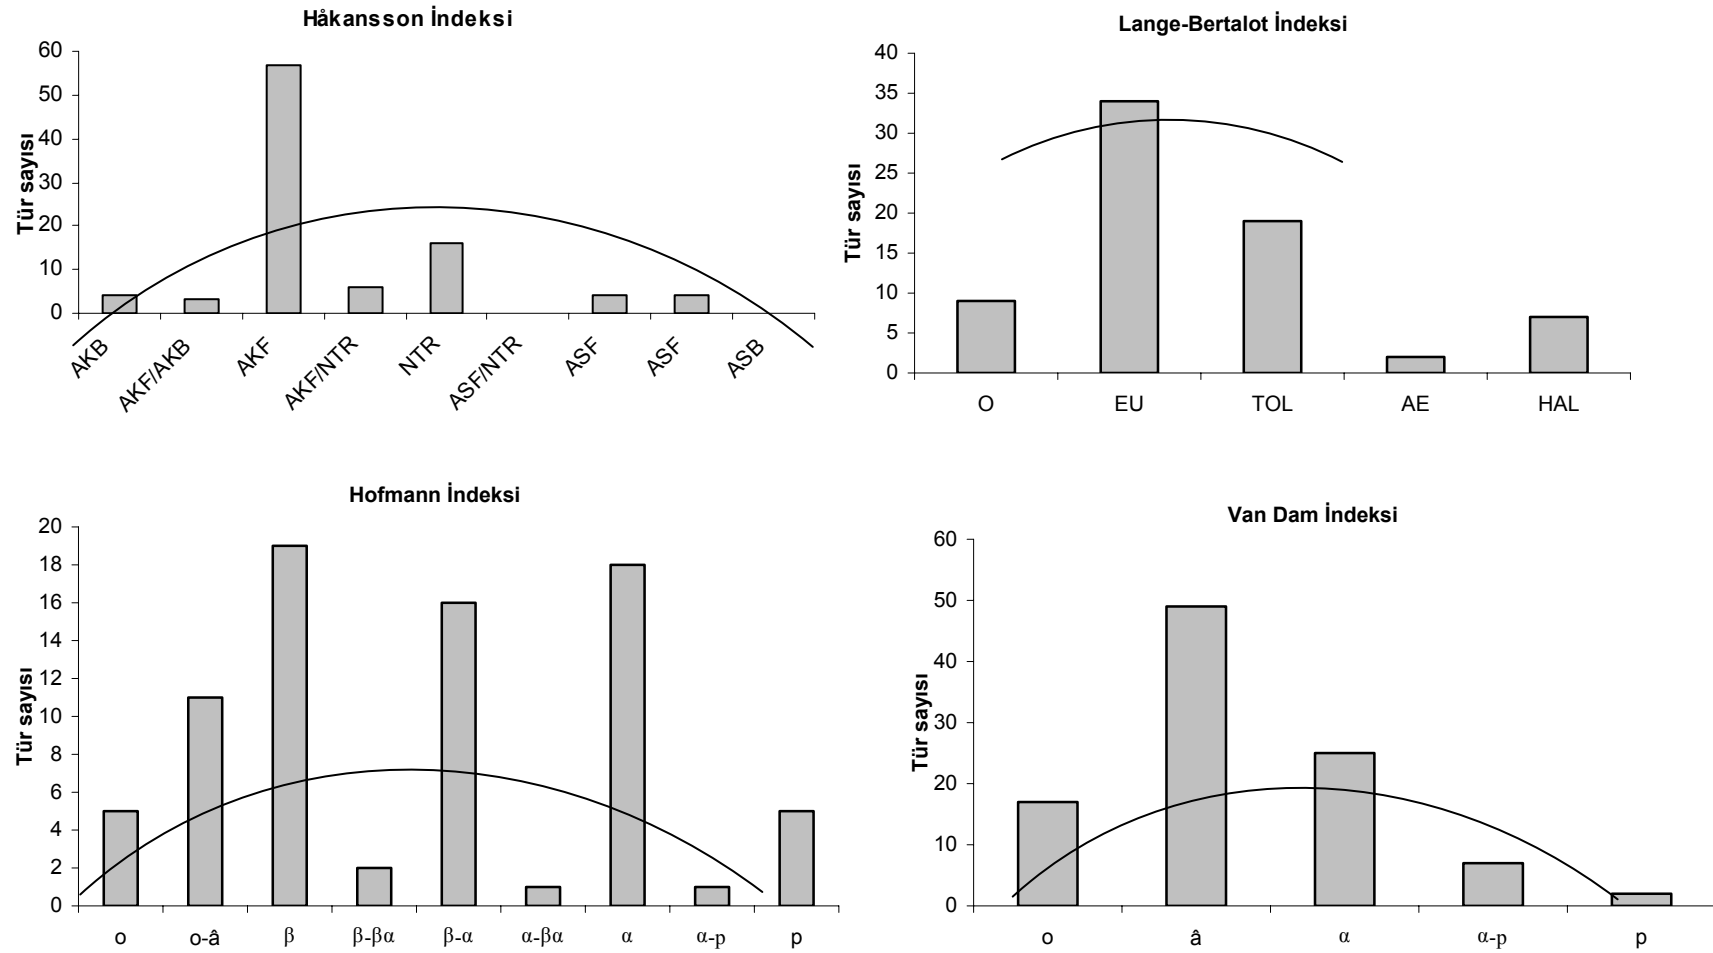 Håkansson İndeksi
Tür sayısı
60
50
40
30
20
10
0
AKB
AKF/AKB
AKF
AKF/NTR
NTR
ASF/NTR
ASF
ASF
ASB
Lange-Bertalot İndeksi
Tür sayısı
40
35
30
25
20
15
10
5
0
O EU TOL AE HAL
Hofmann İndeksi
Tür sayısı
20
18
16
14
12
10
8
6
4
2
0
o o-â β β-βα β-α α-βα α α-p p
Van Dam İndeksi
Tür sayısı
60
50
40
30
20
10
0
o â α α-p p